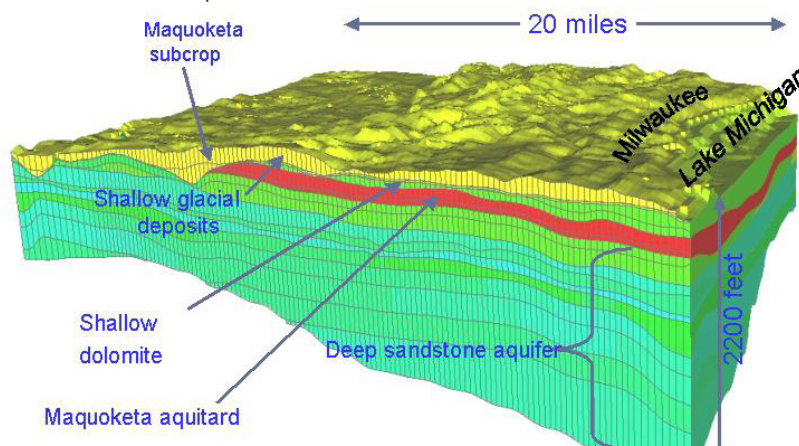 20 miles
Maquoketa
subcrop
Milwaukee
Lake Michigan
Shallow glacial
deposits
Shallow
dolomite
Deep sandstone aquifer
2200 feet
Maquoketa aquitard